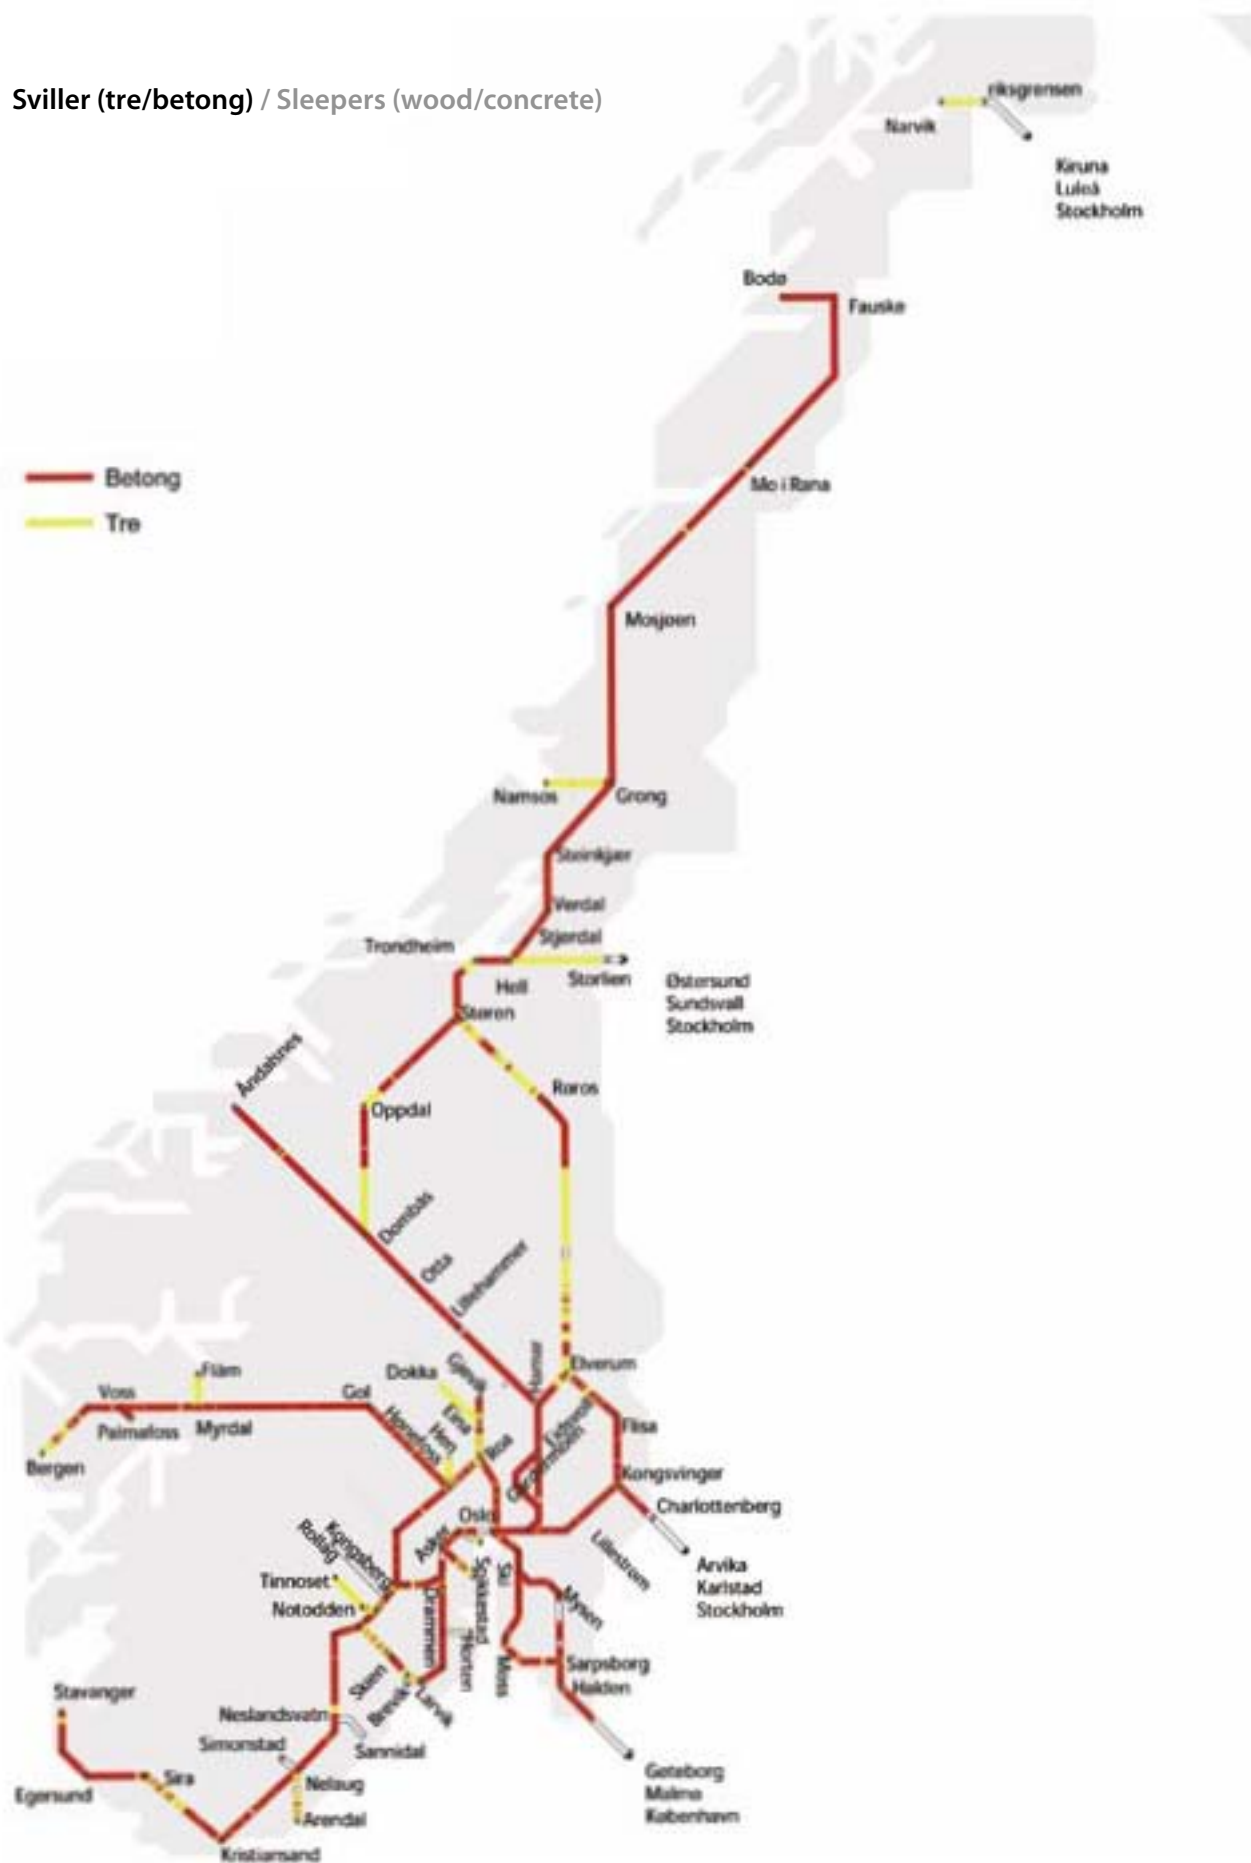 Sviller (tre/betong) / Sleepers (wood/concrete)
riksgrensen
Narvik
Kiruna
Luleå
Stockholm
Bodø
Fauske
Betong
Mo i Rana
Tre
Mosjøen
Namsos
Grong
Steinkjær
Verdal
Stjørdal
Trondheim
Storlien
Hell
Østersund
Sundsvall
Stockholm
Støren
Åndalsnes
Røros
Oppdal
Dombås
Otta
Lillehammer
Hamar
Elverum
Gjøvik
Dokka
Flåm
Voss
Gol
Eina
Hønefoss
Hen
Palmafoss
Myrdal
Roa
Eidsvoll
Gardermoen
Flisa
Bergen
Kongsvinger
Charlottenberg
Oslo
Asker
Kongsberg
Rollag
Lillestrøm
Arvika
Karlstad
Stockholm
Ski
Spikkestad
Tinnoset
Notodden
Drammen
Mysen
Horten
Moss
Sarpsborg
Halden
Skien
Brevik
Larvik
Stavanger
Neslandsvatn
Simonstad
Sannidal
Sira
Nelaug
Egersund
Arendal
Gøteborg
Malmø
København
Kristiansand